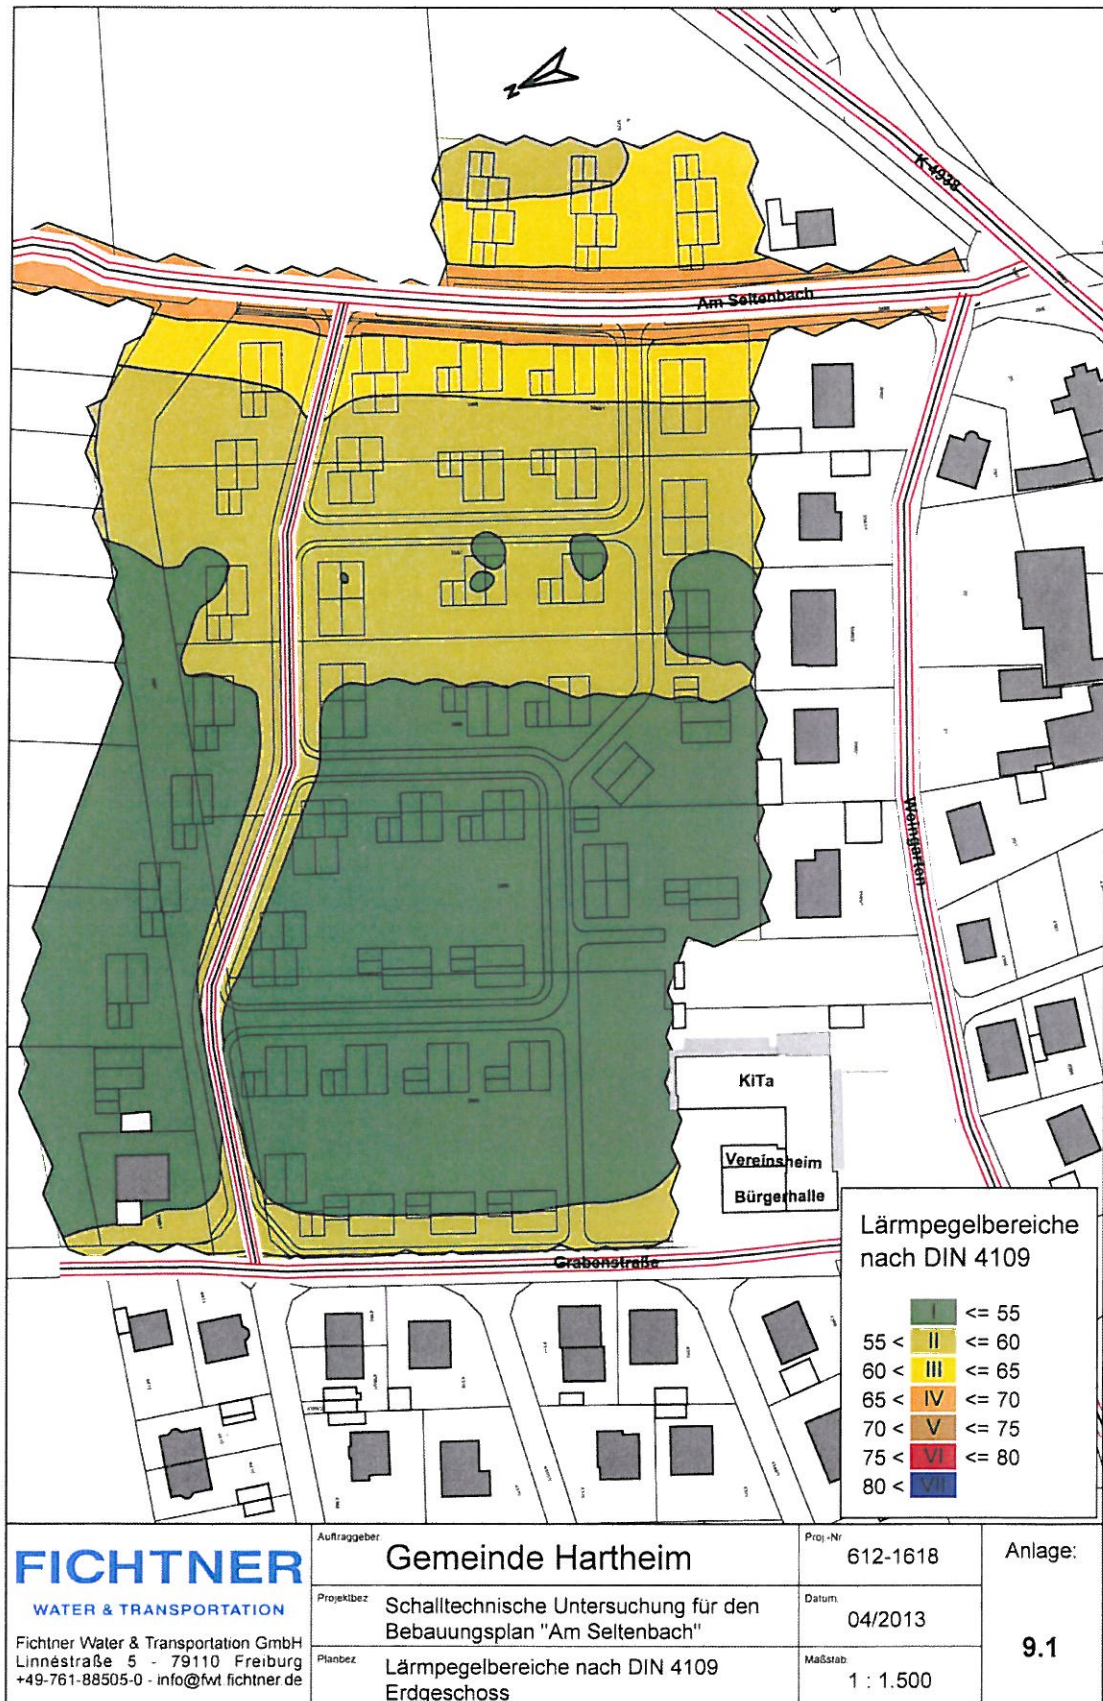 N
K 4938
Am Seltenbach
Weingarten
KiTa
Vereinsheim
Bürgerhalle
Grabenstraße
Lärmpegelbereiche
nach DIN 4109
I <= 55
55 < II <= 60
60 < III <= 65
65 < IV <= 70
70 < V <= 75
75 < VI <= 80
80 < VII
FICHTNER
WATER & TRANSPORTATION
Fichtner Water & Transportation GmbH
Linnéstraße 5 - 79110 Freiburg
+49-761-88505-0 - info@fwt.fichtner.de
Auftraggeber:
Gemeinde Hartheim
Projektbez
Schalltechnische Untersuchung für den
Bebauungsplan "Am Seltenbach"
Planbez
Lärmpegelbereiche nach DIN 4109
Erdgeschoss
Proj.-Nr
612-1618
Datum:
04/2013
Maßstab:
1 : 1.500
Anlage:
9.1